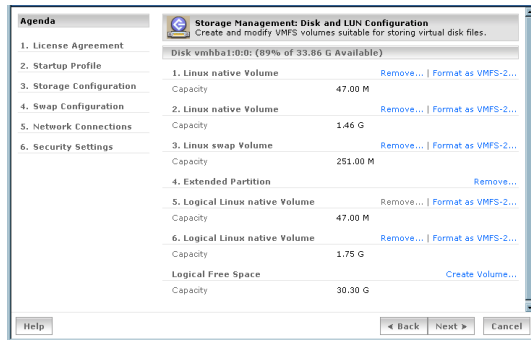 Agenda
1. License Agreement
2. Startup Profile
3. Storage Configuration
4. Swap Configuration
5. Network Connections
6. Security Settings
Storage Management: Disk and LUN Configuration
Create and modify VMFS volumes suitable for storing virtual disk files.
Disk vmhba1:0:0: (89% of 33.86 G Available)
1. Linux native Volume Remove... | Format as VMFS-2...
Capacity 47.00 M
2. Linux native Volume Remove... | Format as VMFS-2...
Capacity 1.46 G
3. Linux swap Volume Remove... | Format as VMFS-2...
Capacity 251.00 M
4. Extended Partition Remove...
5. Logical Linux native Volume Remove... | Format as VMFS-2...
Capacity 47.00 M
6. Logical Linux native Volume Remove... | Format as VMFS-2...
Capacity 1.75 G
Logical Free Space Create Volume...
Capacity 30.30 G
Help ◄ Back Next ► Cancel